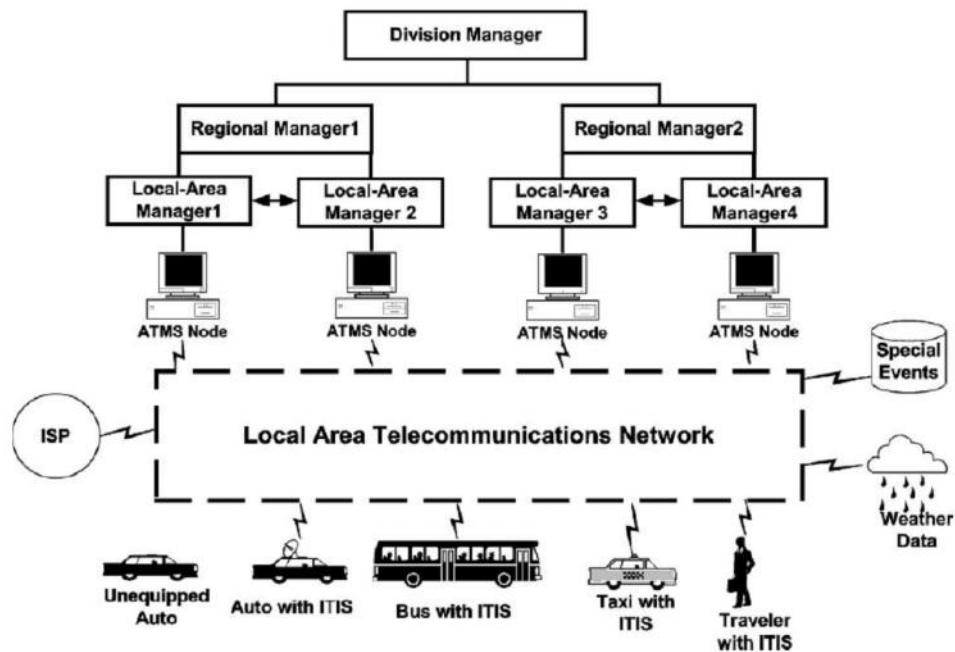 Division Manager
Regional Manager1
Regional Manager2
Local-Area
Manager1
Local-Area
Manager 2
Local-Area
Manager 3
Local-Area
Manager4
ATMS Node
ATMS Node
ATMS Node
ATMS Node
Special
Events
ISP
Local Area Telecommunications Network
Weather
Data
Unequipped
Auto
Auto with ITIS
Bus with ITIS
Taxi with
ITIS
Traveler
with ITIS